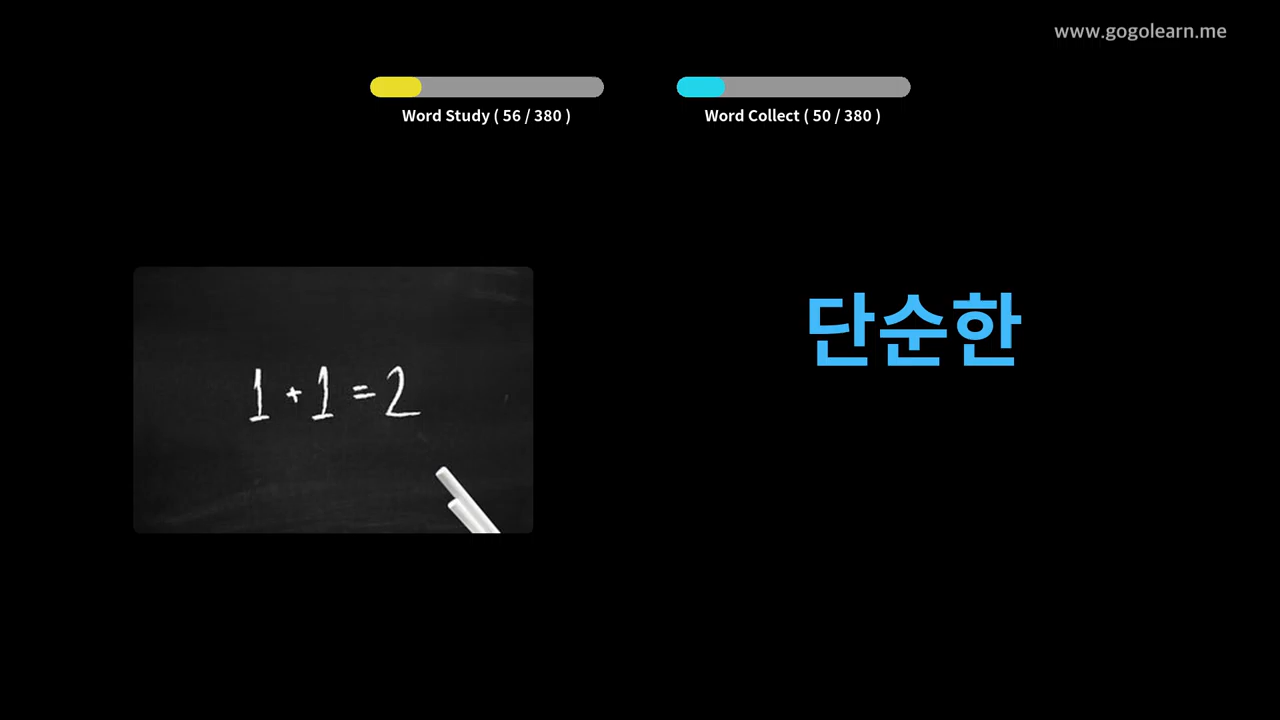 www.gogolearn.me
Word Study ( 56 / 380 )
Word Collect ( 50 / 380 )
1 + 1 = 2
단순한